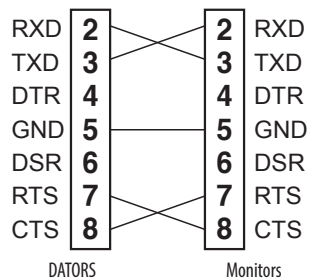 RXD 2 2 RXD
TXD 3 3 TXD
DTR 4 4 DTR
GND 5 5 GND
DSR 6 6 DSR
RTS 7 7 RTS
CTS 8 8 CTS
DATORS Monitors